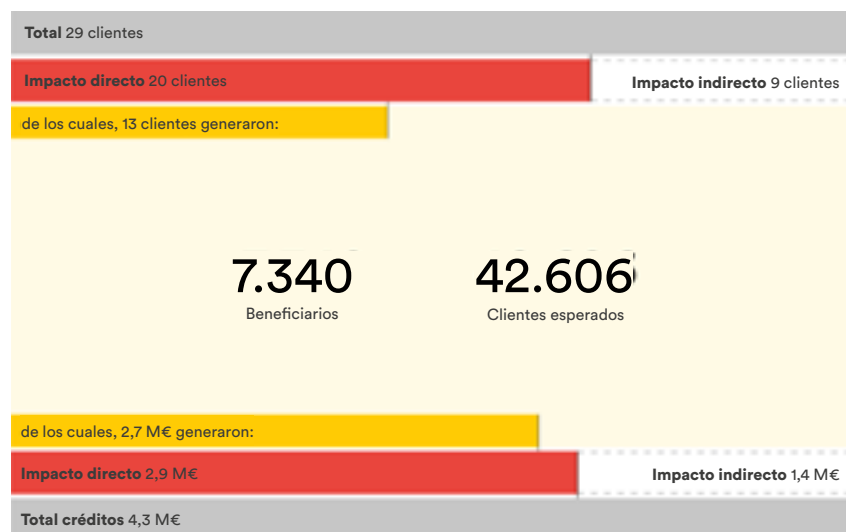 Total 29 clientes
Impacto directo 20 clientes
Impacto indirecto 9 clientes
de los cuales, 13 clientes generaron:
7.340
42.606
Beneficiarios
Clientes esperados
de los cuales, 2,7 M€ generaron:
Impacto directo 2,9 M€
Impacto indirecto 1,4 M€
Total créditos 4,3 M€